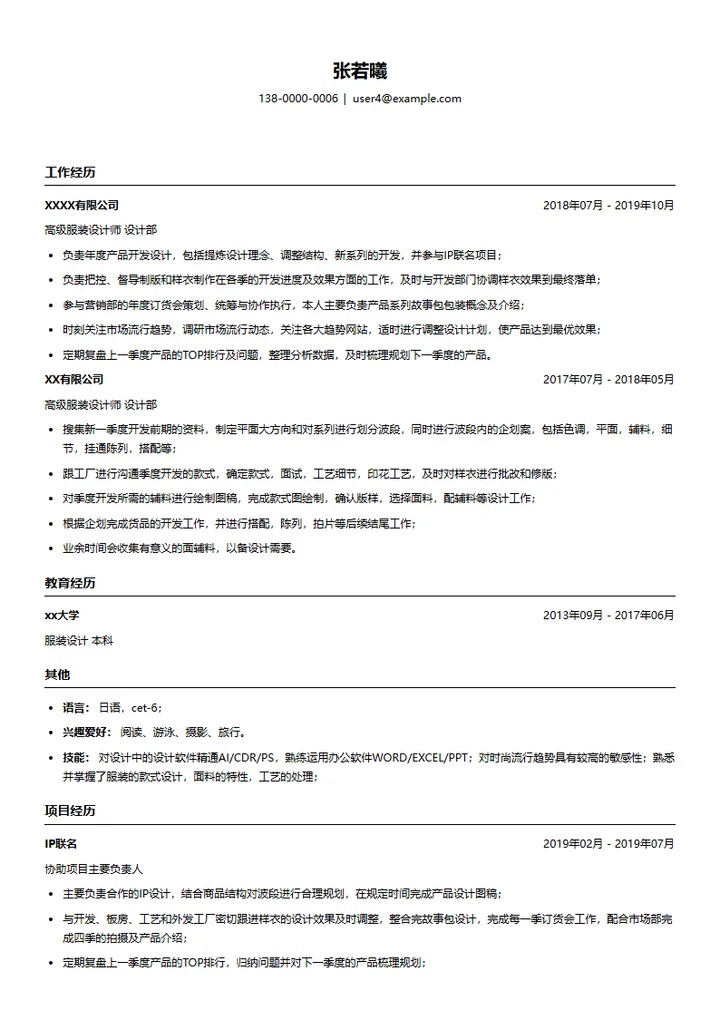 张若曦
138-0000-0006 | user4@example.com
工作经历
XXXX有限公司 2018年07月 - 2019年10月
高级服装设计师 设计部
• 负责年度产品开发设计，包括提炼设计理念、调整结构、新系列的开发，并参与IP联名项目；
• 负责把控、督导制版和样衣制作在各季的开发进度及效果方面的工作，及时与开发部门协调样衣效果到最终落单；
• 参与营销部的年度订货会策划、统筹与协作执行，本人主要负责产品系列故事包包装概念及介绍；
• 时刻关注市场流行趋势，调研市场流行动态，关注各大趋势网站，适时进行调整设计计划，使产品达到最优效果；
• 定期复盘上一季度产品的TOP排行及问题，整理分析数据，及时梳理规划下一季度的产品。
XX有限公司 2017年07月 - 2018年05月
高级服装设计师 设计部
• 搜集新一季度开发前期的资料，制定平面大方向和对系列进行划分波段，同时进行波段内的企划案，包括色调，平面，辅料，细
节，挂通陈列，搭配等；
• 跟工厂进行沟通季度开发的款式，确定款式，面试，工艺细节，印花工艺，及时对样衣进行批改和修版；
• 对季度开发所需的辅料进行绘制图稿，完成款式图绘制，确认版样，选择面料，配辅料等设计工作；
• 根据企划完成货品的开发工作，并进行搭配，陈列，拍片等后续结尾工作；
• 业余时间会收集有意义的面辅料，以备设计需要。
教育经历
xx大学 2013年09月 - 2017年06月
服装设计 本科
其他
• 语言： 日语，cet-6；
• 兴趣爱好： 阅读、游泳、摄影、旅行。
• 技能： 对设计中的设计软件精通AI/CDR/PS，熟练运用办公软件WORD/EXCEL/PPT；对时尚流行趋势具有较高的敏感性；熟悉
并掌握了服装的款式设计，面料的特性，工艺的处理；
项目经历
IP联名 2019年02月 - 2019年07月
协助项目主要负责人
• 主要负责合作的IP设计，结合商品结构对波段进行合理规划，在规定时间完成产品设计图稿；
• 与开发、板房、工艺和外发工厂密切跟进样衣的设计效果及时调整，整合完故事包设计，完成每一季订货会工作，配合市场部完
成四季的拍摄及产品介绍；
• 定期复盘上一季度产品的TOP排行，归纳问题并对下一季度的产品梳理规划；